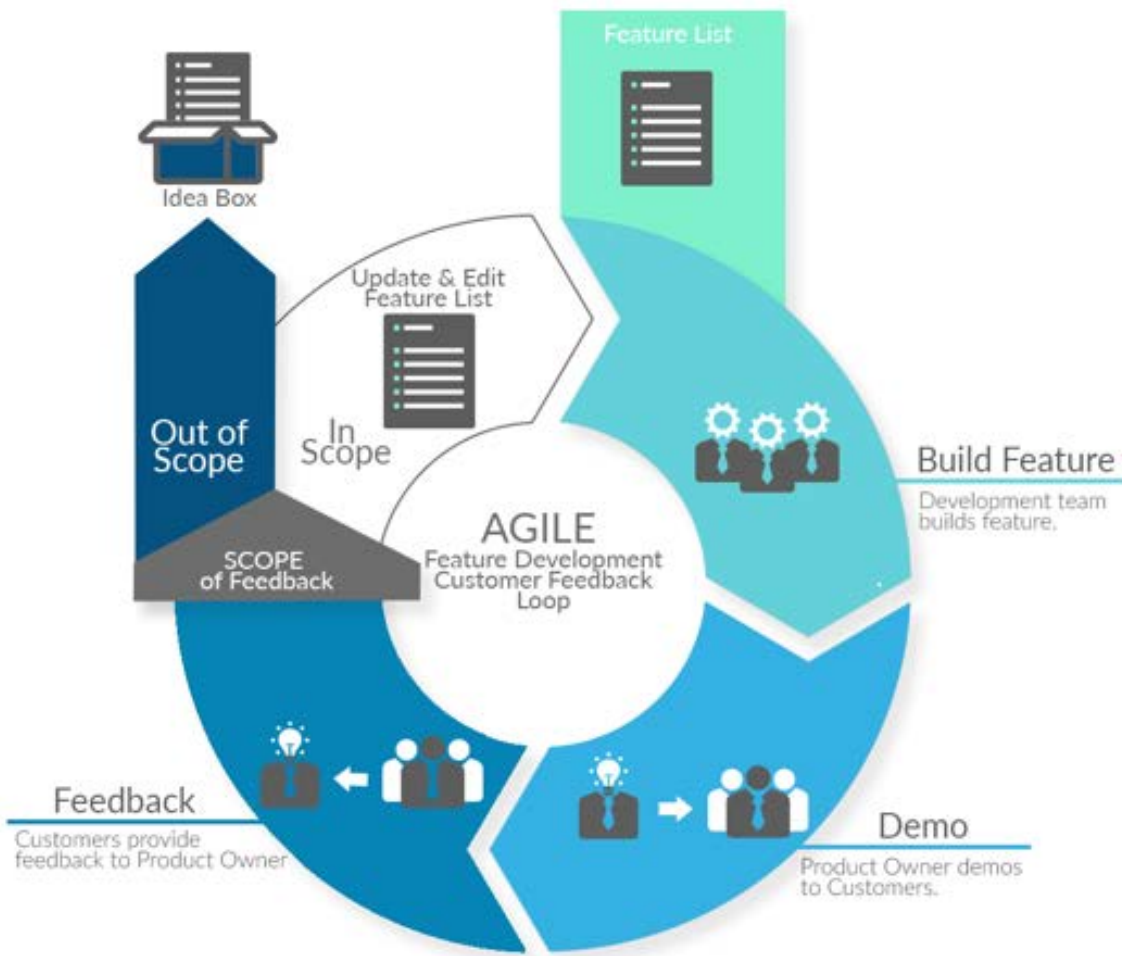 Feature List
Idea Box
Update & Edit
Feature List
Out of
Scope
In
Scope
Build Feature
Development team
builds feature.
AGILE
Feature Development
Customer Feedback
Loop
SCOPE
of Feedback
Feedback
Customers provide
feedback to Product Owner
Demo
Product Owner demos
to Customers.